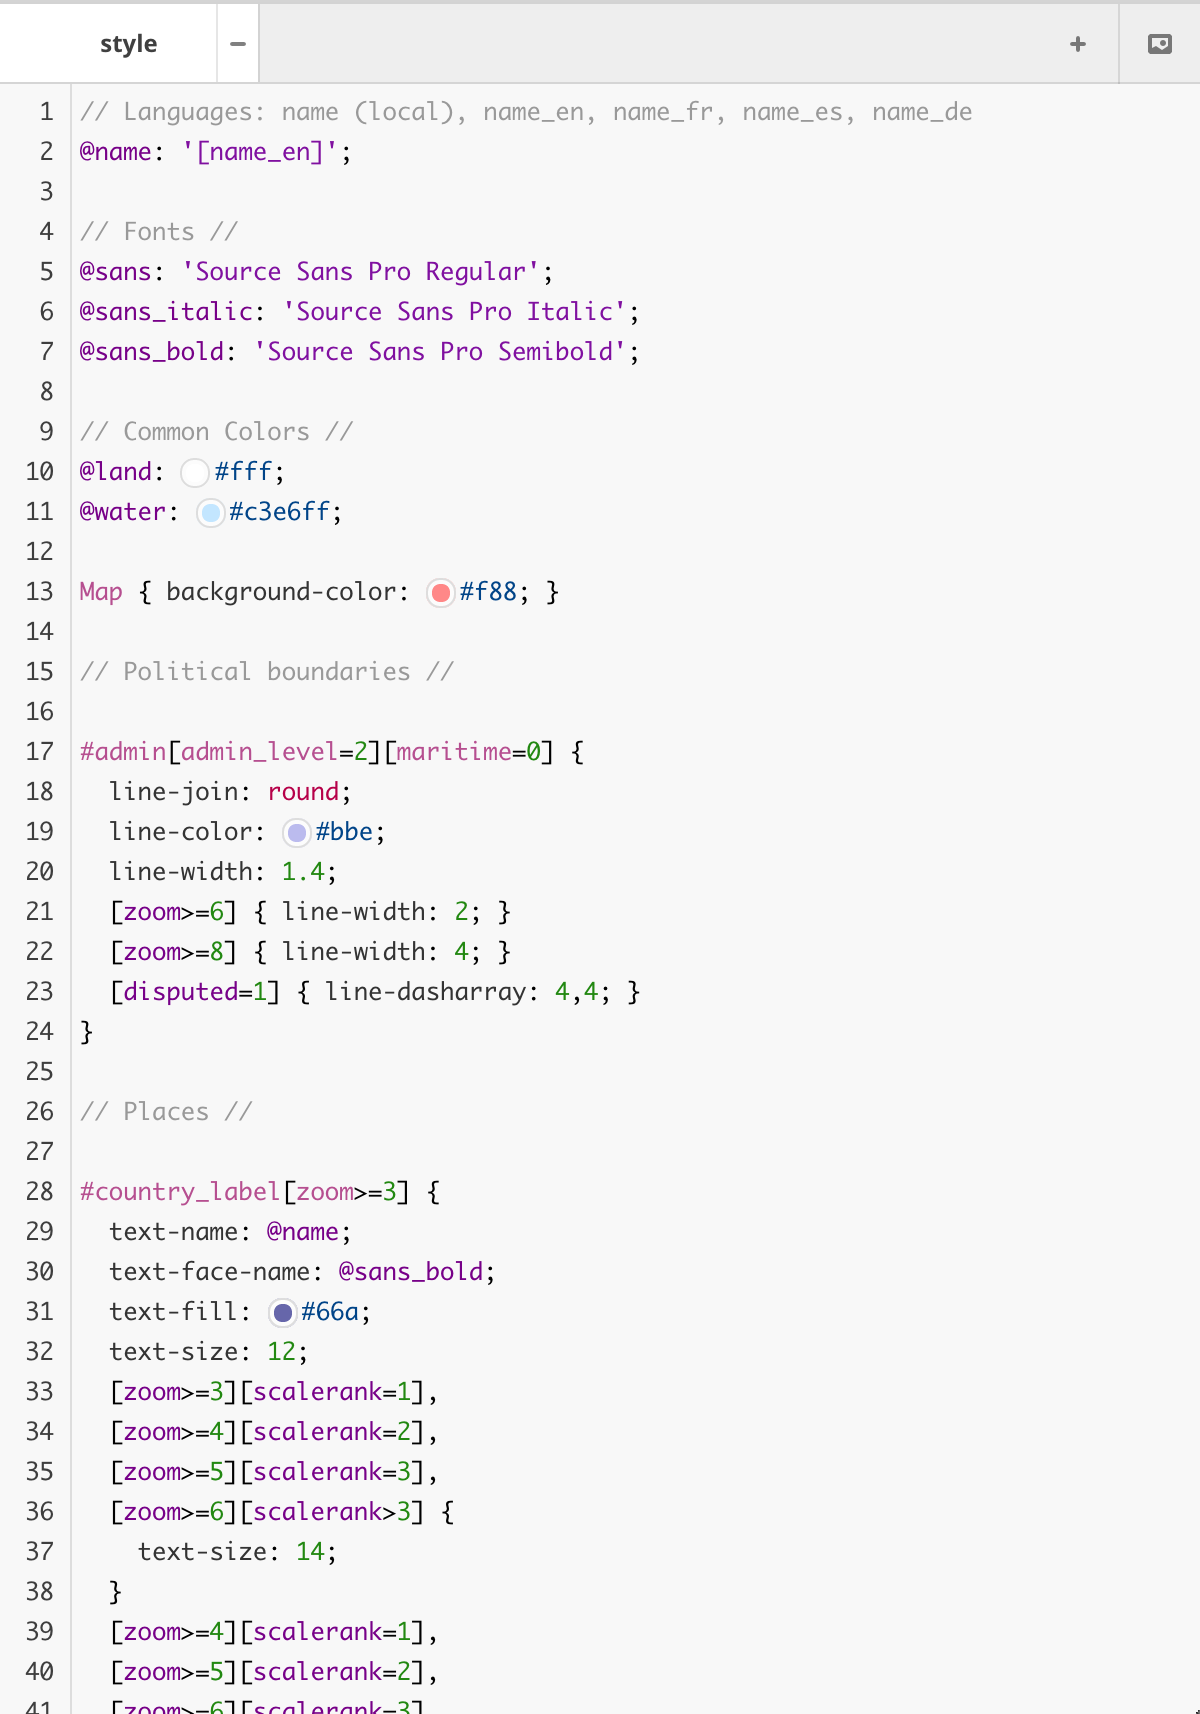 style
1 // Languages: name (local), name_en, name_fr, name_es, name_de
2 @name: '[name_en]';
3
4 // Fonts //
5 @sans: 'Source Sans Pro Regular';
6 @sans_italic: 'Source Sans Pro Italic';
7 @sans_bold: 'Source Sans Pro Semibold';
8
9 // Common Colors //
10 @land: #fff;
11 @water: #c3e6ff;
12
13 Map { background-color: #f88; }
14
15 // Political boundaries //
16
17 #admin[admin_level=2][maritime=0] {
18   line-join: round;
19   line-color: #bbe;
20   line-width: 1.4;
21   [zoom>=6] { line-width: 2; }
22   [zoom>=8] { line-width: 4; }
23   [disputed=1] { line-dasharray: 4,4; }
24 }
25
26 // Places //
27
28 #country_label[zoom>=3] {
29   text-name: @name;
30   text-face-name: @sans_bold;
31   text-fill: #66a;
32   text-size: 12;
33   [zoom>=3][scalerank=1],
34   [zoom>=4][scalerank=2],
35   [zoom>=5][scalerank=3],
36   [zoom>=6][scalerank>3] {
37     text-size: 14;
38   }
39   [zoom>=4][scalerank=1],
40   [zoom>=5][scalerank=2],
41   [zoom>=6][scalerank=3]